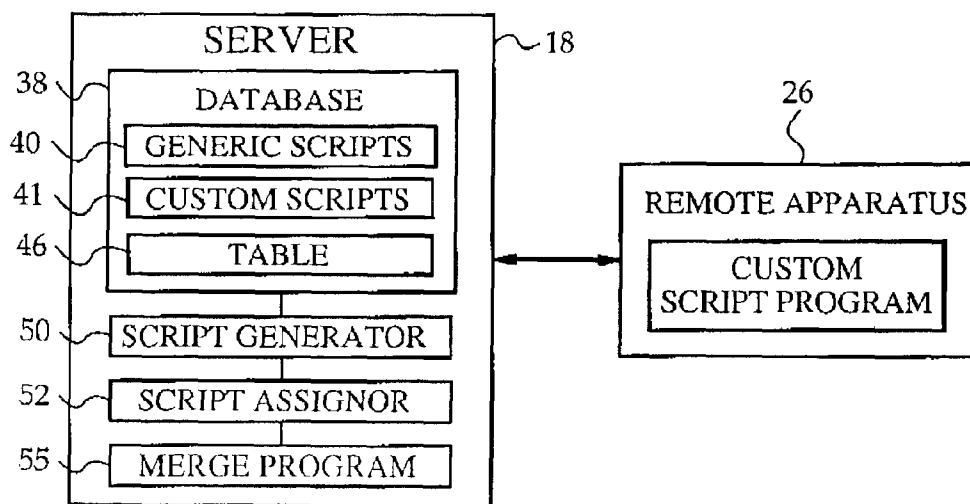 SERVER
18
38
DATABASE
40
GENERIC SCRIPTS
41
CUSTOM SCRIPTS
46
TABLE
50
SCRIPT GENERATOR
52
SCRIPT ASSIGNOR
55
MERGE PROGRAM
26
REMOTE APPARATUS
CUSTOM
SCRIPT PROGRAM